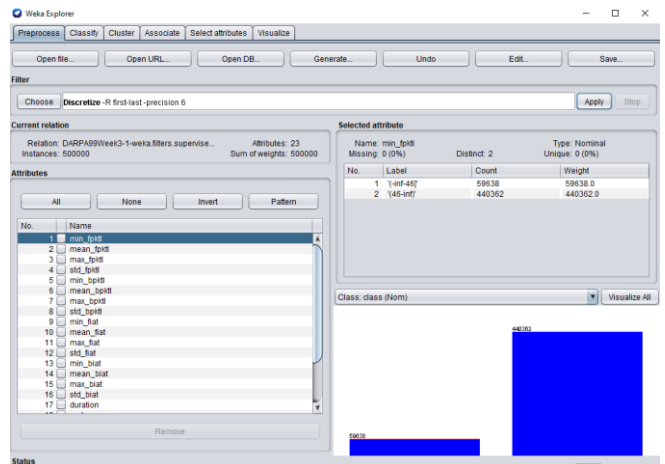 Weka Explorer
Preprocess Classify Cluster Associate Select attributes Visualize
Open file... Open URL... Open DB... Generate... Undo Edit... Save...
Filter
Choose Discretize -R first-last -precision 6 Apply Stop
Current relation
Relation: DARPA99Week3-1-weka.filters.supervise... Attributes: 23
Instances: 500000 Sum of weights: 500000
Selected attribute
Name: min_fpktl Type: Nominal
Missing: 0 (0%) Distinct: 2 Unique: 0 (0%)
No. Label Count Weight
1 '(-inf-46]' 59638 59638.0
2 '(46-inf)' 440362 440362.0
Attributes
All None Invert Pattern
No. Name
1 min_fpktl
2 mean_fpktl
3 max_fpktl
4 std_fpktl
5 min_bpktl
6 mean_bpktl
7 max_bpktl
8 std_bpktl
9 min_fiat
10 mean_fiat
11 max_fiat
12 std_fiat
13 min_biat
14 mean_biat
15 max_biat
16 std_biat
17 duration
Remove
Class: class (Nom) Visualize All
440362
59638
Status